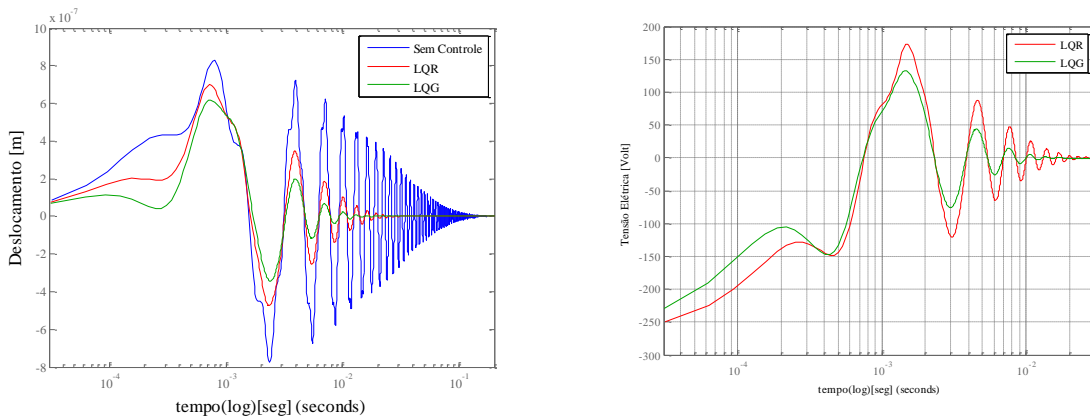 x 10^-7
10
8
6
4
2
0
-2
-4
-6
-8
Deslocamento [m]
10^-4
10^-3
10^-2
10^-1
tempo(log)[seg] (seconds)
Sem Controle
LQR
LQG
200
150
100
50
0
-50
-100
-150
-200
-250
-300
Tensão Elétrica [Volt]
10^-4
10^-3
10^-2
tempo(log)[seg] (seconds)
LQR
LQG